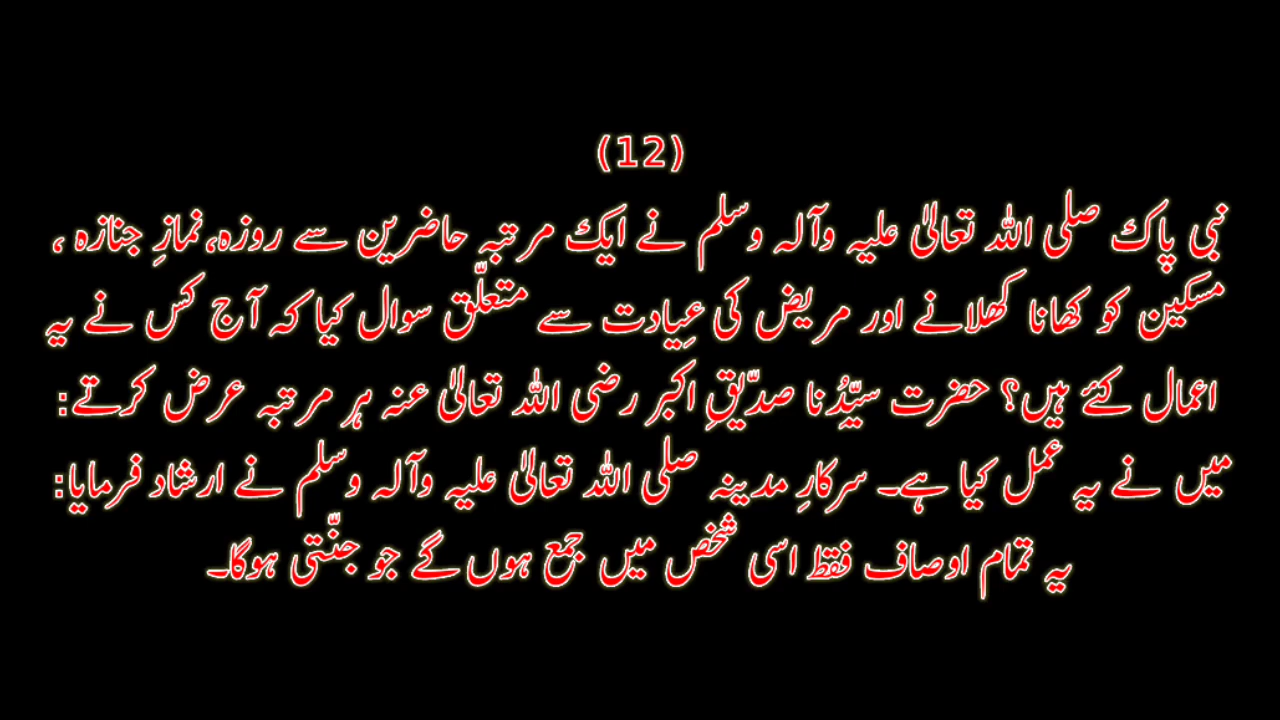 (12)
نبی پاک صلی اللہ تعالیٰ علیہ وآلہ وسلم نے ایک مرتبہ حاضرین سے روزہ،نمازِ جنازہ ،
مسکین کو کھانا کھلانے اور مریض کی عِیادت سے متعلّق سوال کیا کہ آج کس نے یہ
اعمال کئے ہیں؟ حضرت سیّدُنا صدّیقِ اکبر رضی اللہ تعالیٰ عنہ ہر مرتبہ عرض کرتے:
میں نے یہ عمل کیا ہے۔ سرکارِ مدینہ صلی اللہ تعالیٰ علیہ وآلہ وسلم نے ارشاد فرمایا:
یہ تمام اوصاف فقط اسی شخص میں جمع ہوں گے جو جنّتی ہوگا۔